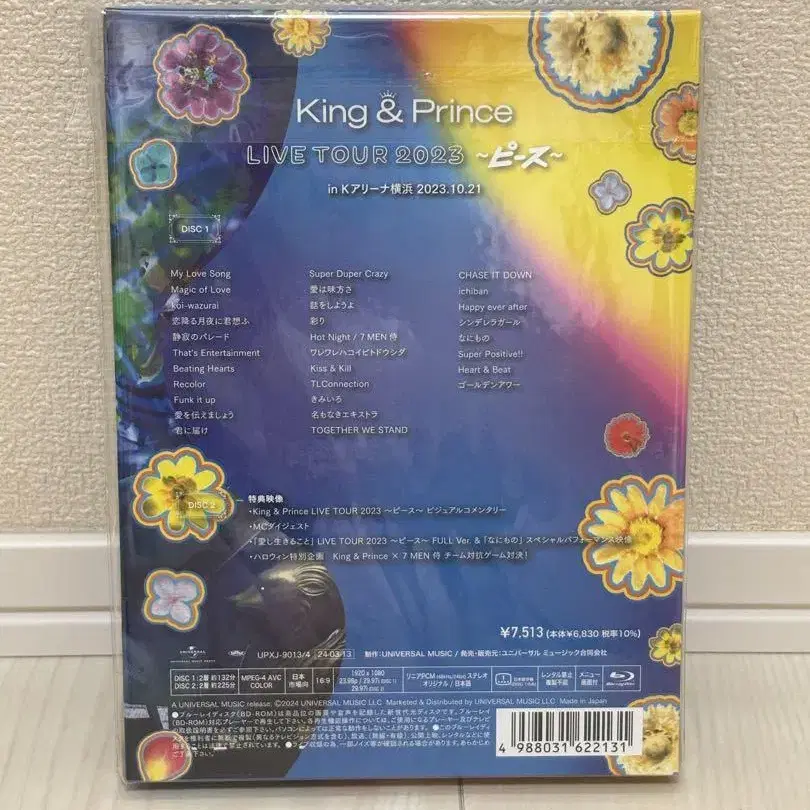 King & Prince
LIVE TOUR 2023 ～ピース～
in Kアリーナ横浜 2023.10.21
DISC 1
My Love Song
Magic of Love
koi-wazurai
恋降る月夜に君想ふ
静寂のパレード
That's Entertainment
Beating Hearts
Recolor
Funk it up
愛を伝えましょう
君に届け
Super Duper Crazy
愛は味方さ
話をしようよ
彩り
Hot Night / 7 MEN 侍
ワレワレハコイビトドウシダ
Kiss & Kill
TLConnection
きみいろ
名もなきエキストラ
TOGETHER WE STAND
CHASE IT DOWN
ichiban
Happy ever after
シンデレラガール
なにもの
Super Positive!!
Heart & Beat
ゴールデンアワー
DISC 2
特典映像
・King & Prince LIVE TOUR 2023 ～ピース～ ビジュアルコメンタリー
・MCダイジェスト
・「愛し生きること」LIVE TOUR 2023 ～ピース～ FULL Ver. & 「なにもの」スペシャルパフォーマンス映像
・ハロウィン特別企画 King & Prince × 7 MEN 侍 チーム対抗ゲーム対決!
¥7,513 (本体¥6,830 税率10%)
UNIVERSAL
UNIVERSAL MUSIC
UPXJ-9013/4 24・03・13 制作：UNIVERSAL MUSIC / 発売・販売元：ユニバーサル ミュージック合同会社
DISC 1：2層 約132分
DISC 2：2層 約225分
MPEG-4 AVC
COLOR
日本
市場向
16:9
1920 x 1080
リニアPCM
ステレオ
オリジナル / 日本語
レンタル禁止
複製不能
メニュー
画面付
Blu-ray Disc
A UNIVERSAL MUSIC release. ©2024 UNIVERSAL MUSIC LLC Marketed & Distributed by UNIVERSAL MUSIC LLC Made in Japan
4 988031 622131